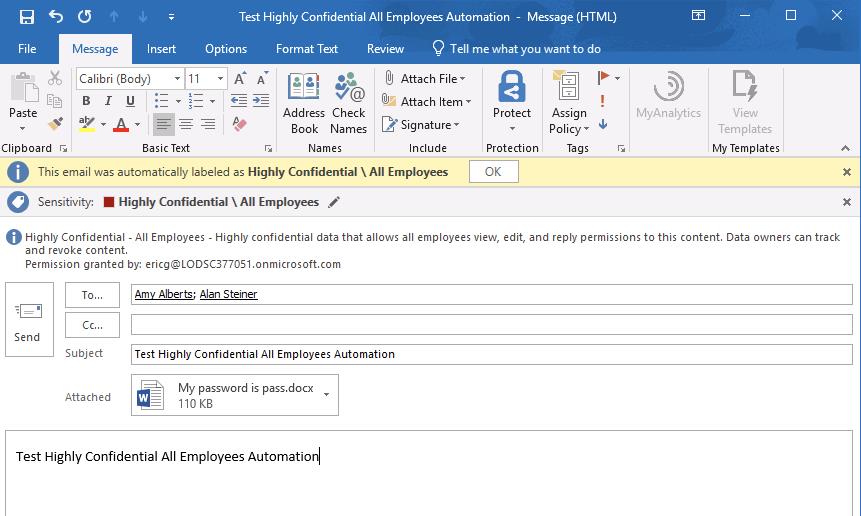 Test Highly Confidential All Employees Automation - Message (HTML)
File Message Insert Options Format Text Review Tell me what you want to do
Calibri (Body) 11 A A Attach File
Attach Item
Paste B I U Address Book Check Names Signature Protect Assign Policy MyAnalytics View Templates
ab A
Clipboard Basic Text Names Include Protection Tags My Templates
This email was automatically labeled as Highly Confidential \ All Employees OK
Sensitivity: Highly Confidential \ All Employees
Highly Confidential - All Employees - Highly confidential data that allows all employees view, edit, and reply permissions to this content. Data owners can track
and revoke content.
Permission granted by: ericg@LODSC377051.onmicrosoft.com
To... Amy Alberts; Alan Steiner
Cc...
Send
Subject Test Highly Confidential All Employees Automation
Attached My password is pass.docx
110 KB
Test Highly Confidential All Employees Automation